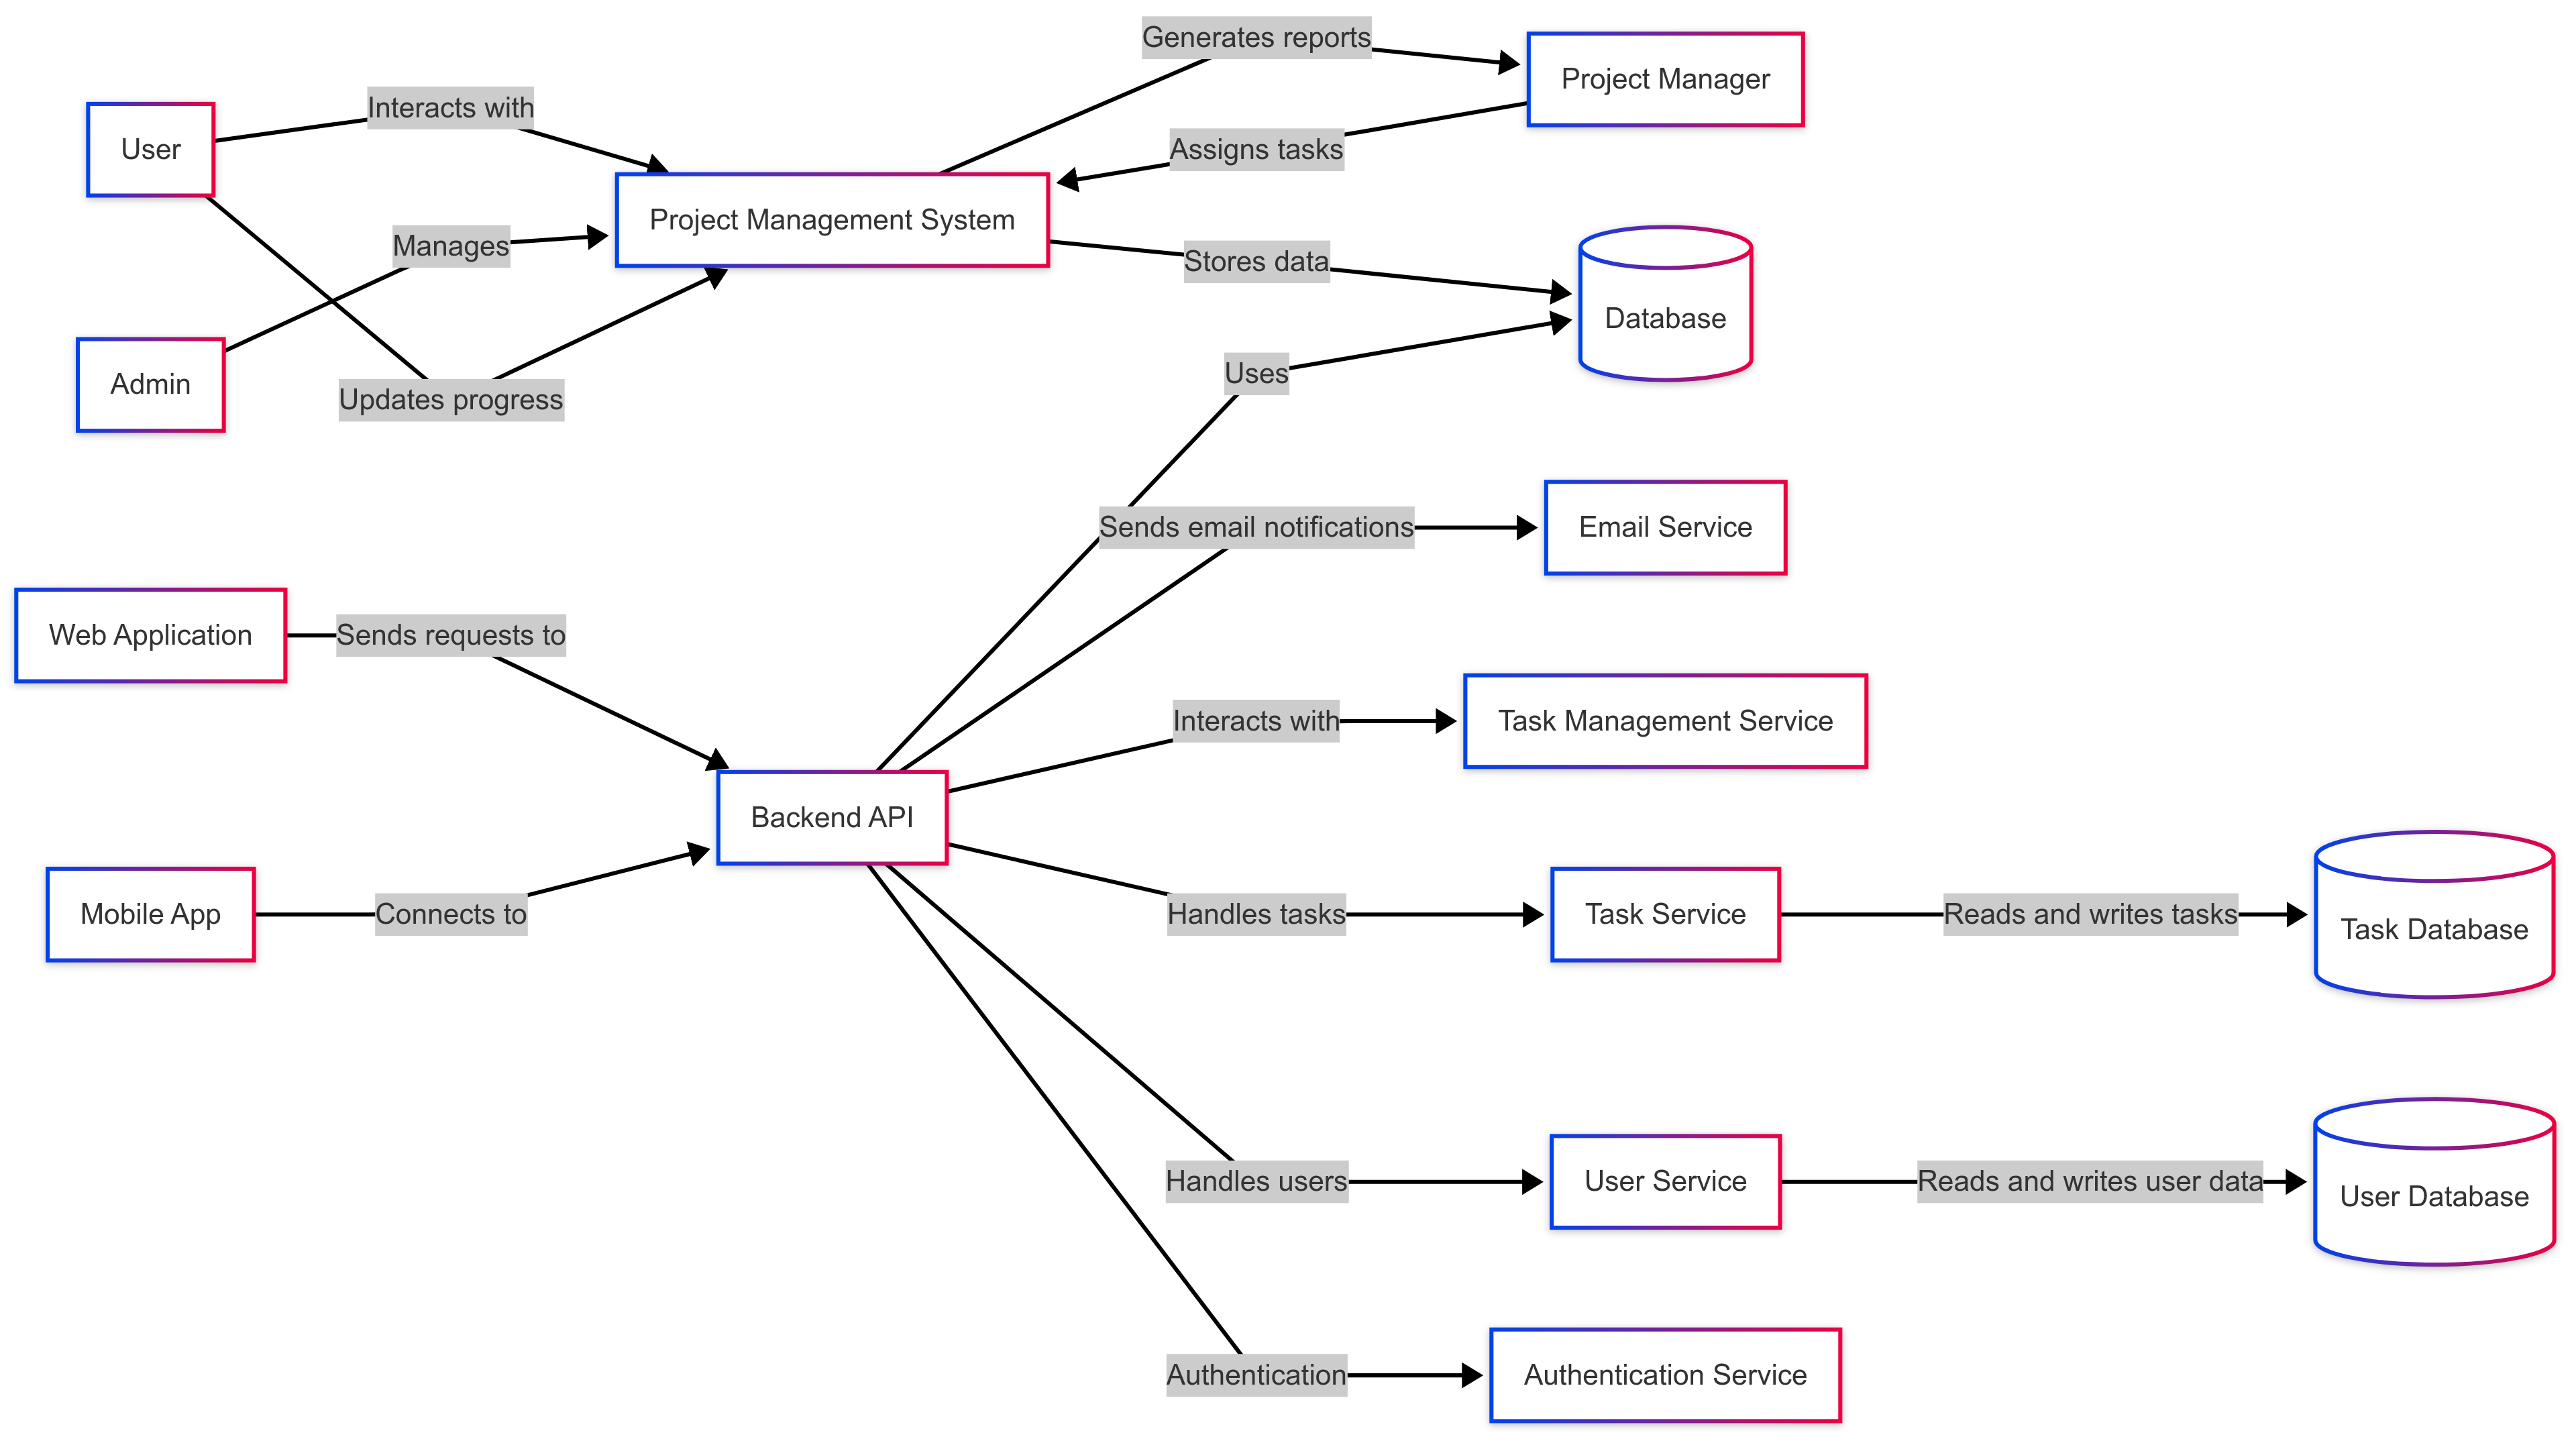 Generates reports
Project Manager
Interacts with
User
Assigns tasks
Project Management System
Manages
Stores data
Database
Admin
Uses
Updates progress
Sends email notifications
Email Service
Web Application
Sends requests to
Interacts with
Task Management Service
Backend API
Mobile App
Connects to
Handles tasks
Task Service
Reads and writes tasks
Task Database
Handles users
User Service
Reads and writes user data
User Database
Authentication
Authentication Service